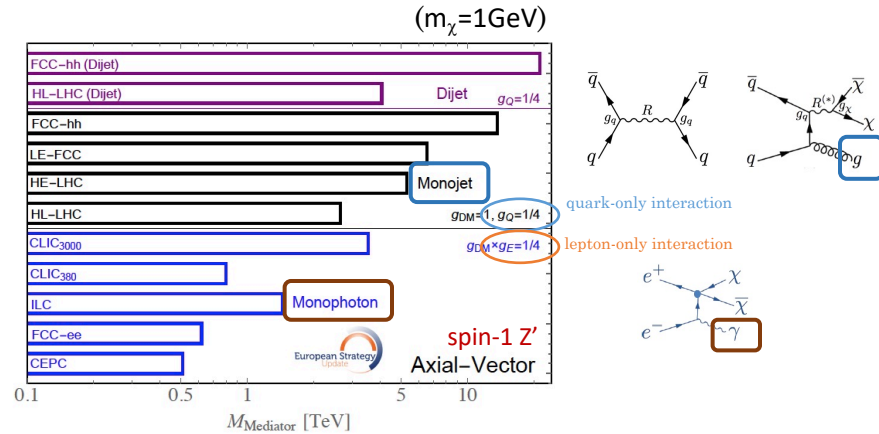 (mχ=1GeV)
FCC-hh (Dijet)
HL-LHC (Dijet)
Dijet
gQ=1/4
FCC-hh
LE-FCC
HE-LHC
Monojet
HL-LHC
gDM=1, gQ=1/4
quark-only interaction
CLIC3000
gDM×gE=1/4
lepton-only interaction
CLIC380
ILC
Monophoton
FCC-ee
CEPC
European Strategy
Update
spin-1 Z'
Axial-Vector
0.1
0.5
1
5
10
MMediator [TeV]
q̅
q̅
gq
R
gq
q
q
q̅
R(*)
χ̅
gq
gχ
χ
q
g
e+
χ
χ̅
e−
γ